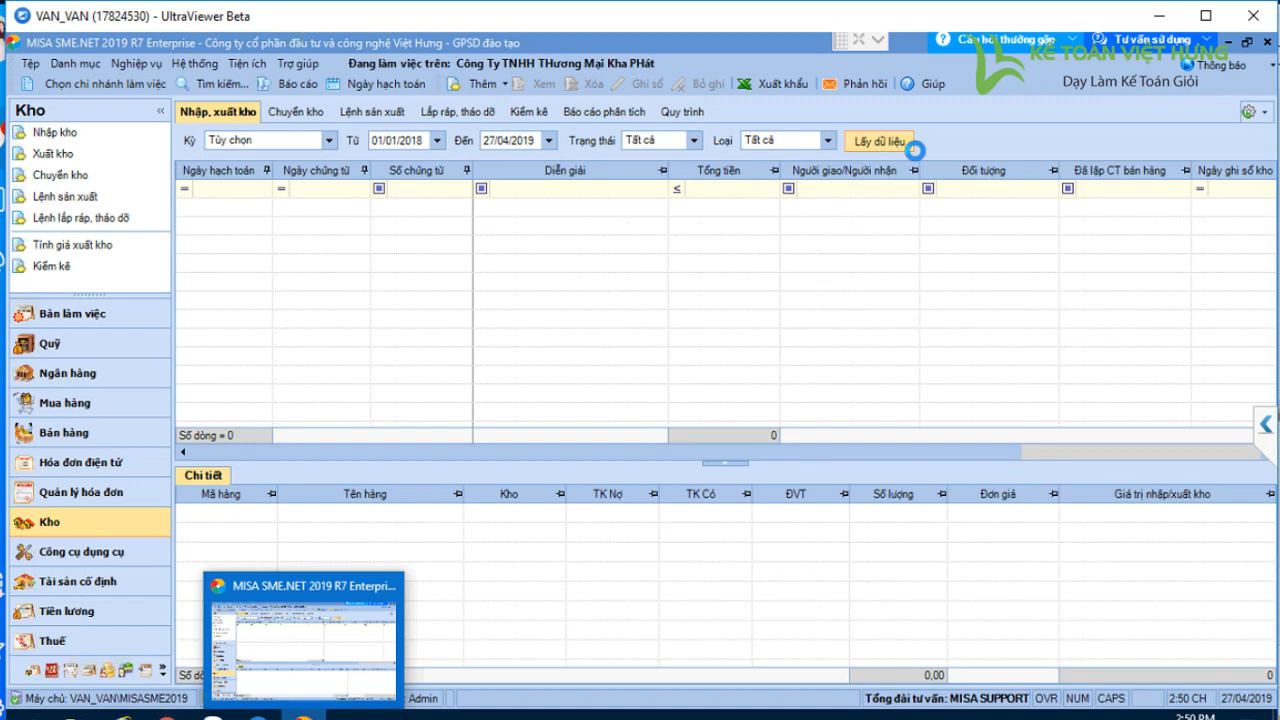 VAN_VAN (17824530) - UltraViewer Beta
MISA SME.NET 2019 R7 Enterprise - Công ty cổ phần đầu tư và công nghệ Việt Hưng - GPSD đào tạo
Câu hỏi thường gặp
Tư vấn sử dụng
KẾ TOÁN VIỆT HƯNG
Dạy Làm Kế Toán Giỏi
Tệp Danh mục Nghiệp vụ Hệ thống Tiện ích Trợ giúp Đang làm việc trên: Công Ty TNHH THương Mại Kha PHát Thông báo
Chọn chi nhánh làm việc Tìm kiếm... Báo cáo Ngày hạch toán Thêm Xem Xóa Ghi sổ Bỏ ghi Xuất khẩu Phản hồi Giúp
Kho
Nhập kho
Xuất kho
Chuyển kho
Lệnh sản xuất
Lệnh lắp ráp, tháo dỡ
Tính giá xuất kho
Kiểm kê
Bàn làm việc
Quỹ
Ngân hàng
Mua hàng
Bán hàng
Hóa đơn điện tử
Quản lý hóa đơn
Kho
Công cụ dụng cụ
Tài sản cố định
Tiền lương
Thuế
Nhập, xuất kho Chuyển kho Lệnh sản xuất Lắp ráp, tháo dỡ Kiểm kê Báo cáo phân tích Quy trình
Kỳ Tùy chọn Từ 01/01/2018 Đến 27/04/2019 Trạng thái Tất cả Loại Tất cả Lấy dữ liệu
Ngày hạch toán Ngày chứng từ Số chứng từ Diễn giải Tổng tiền Người giao/Người nhận Đối tượng Đã lập CT bán hàng Ngày ghi sổ kho
= = ≤ =
Số dòng = 0 0
Chi tiết
Mã hàng Tên hàng Kho TK Nợ TK Có ĐVT Số lượng Đơn giá Giá trị nhập/xuất kho
MISA SME.NET 2019 R7 Enterpri...
Số dò 0,00 0
Máy chủ: VAN_VAN\MISASME2019 Admin Tổng đài tư vấn: MISA SUPPORT OVR NUM CAPS 2:50 CH 27/04/2019
2:50 PM